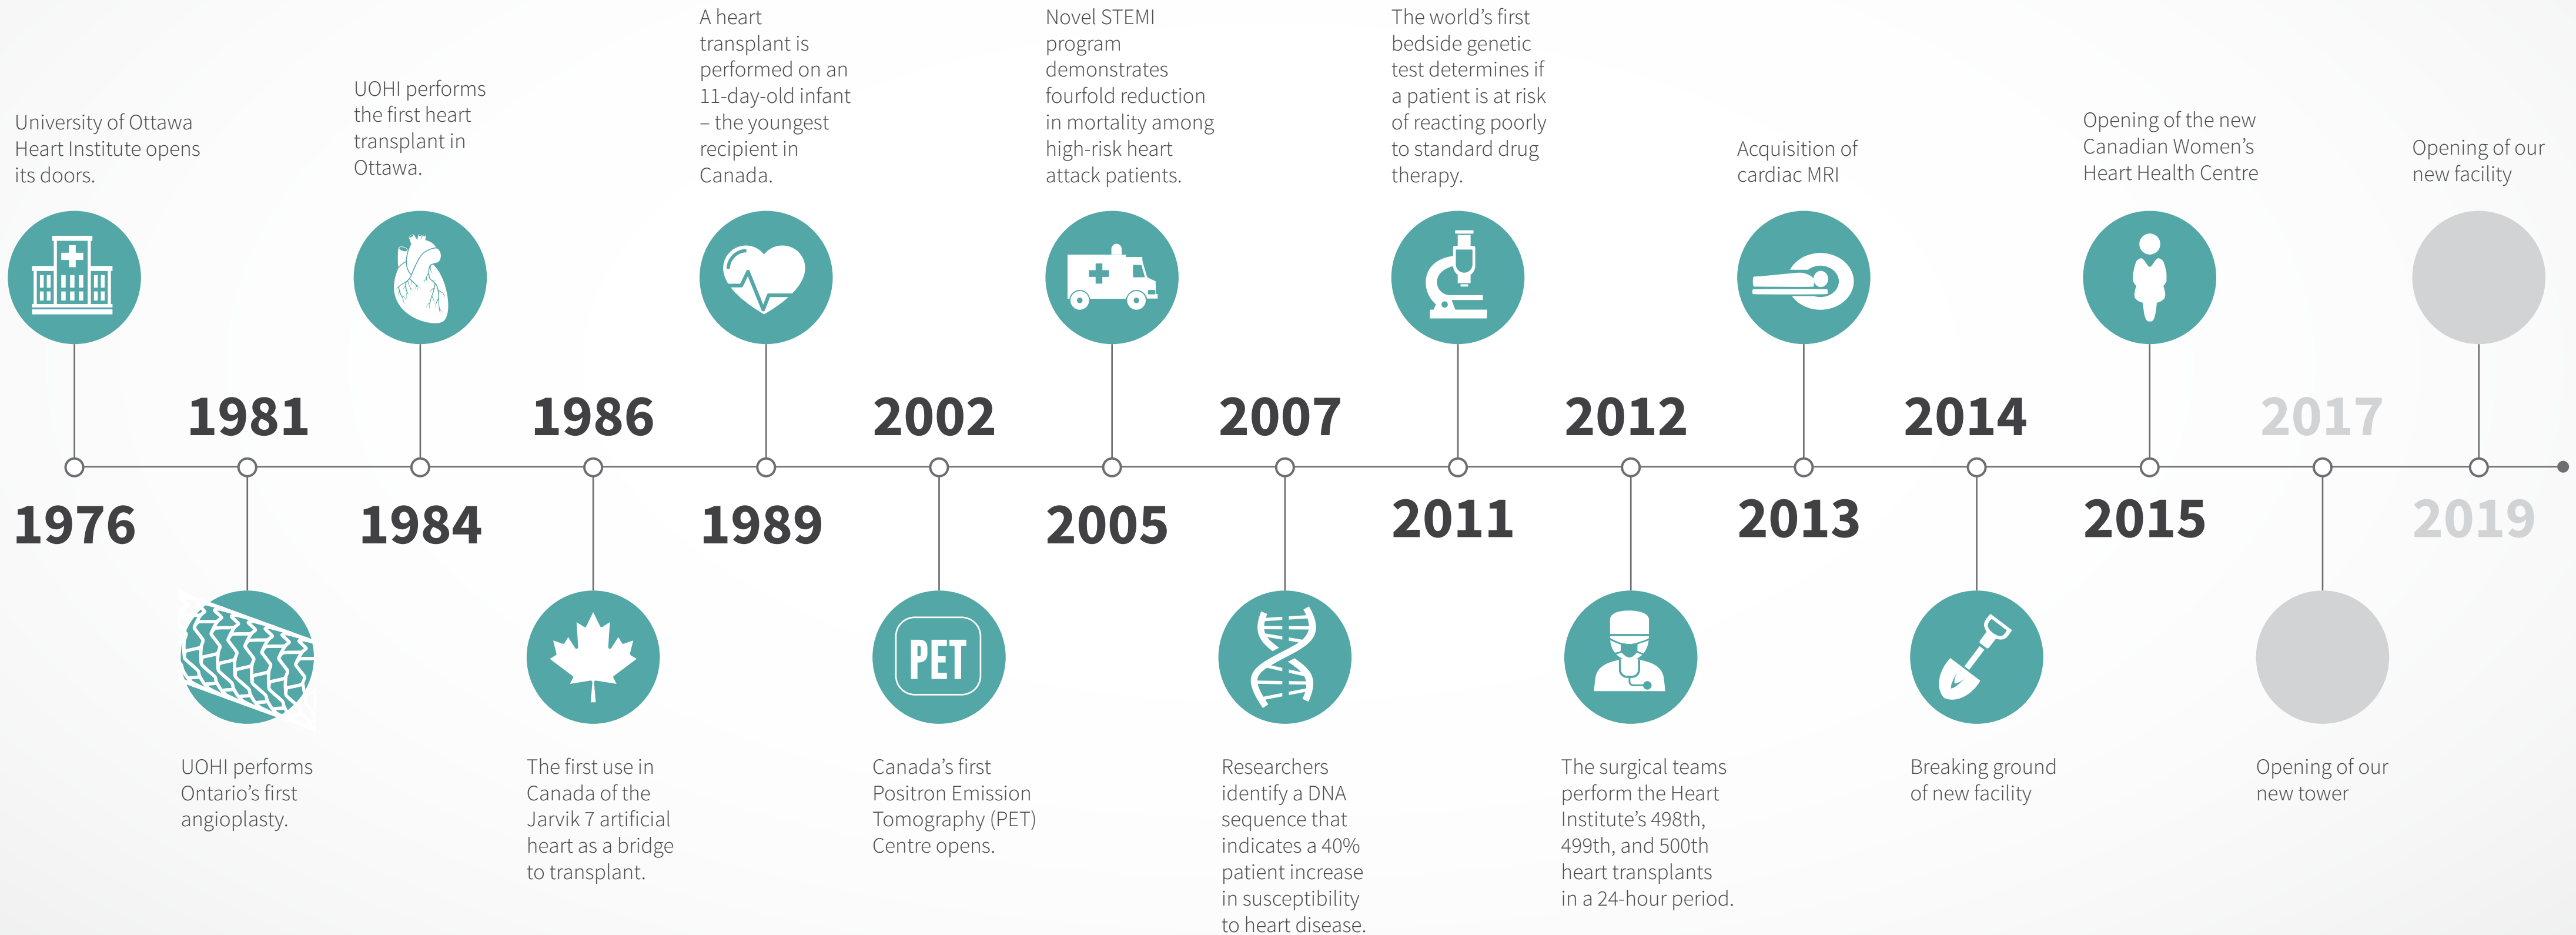 University of Ottawa
Heart Institute opens
its doors.
1976
1981
UOHI performs
Ontario’s first
angioplasty.
UOHI performs
the first heart
transplant in
Ottawa.
1984
1986
The first use in
Canada of the
Jarvik 7 artificial
heart as a bridge
to transplant.
A heart
transplant is
performed on an
11-day-old infant
– the youngest
recipient in
Canada.
1989
2002
PET
Canada’s first
Positron Emission
Tomography (PET)
Centre opens.
Novel STEMI
program
demonstrates
fourfold reduction
in mortality among
high-risk heart
attack patients.
2005
2007
Researchers
identify a DNA
sequence that
indicates a 40%
patient increase
in susceptibility
to heart disease.
The world’s first
bedside genetic
test determines if
a patient is at risk
of reacting poorly
to standard drug
therapy.
2011
2012
The surgical teams
perform the Heart
Institute’s 498th,
499th, and 500th
heart transplants
in a 24-hour period.
Acquisition of
cardiac MRI
2013
2014
Breaking ground
of new facility
Opening of the new
Canadian Women’s
Heart Health Centre
2015
2017
Opening of our
new tower
Opening of our
new facility
2019